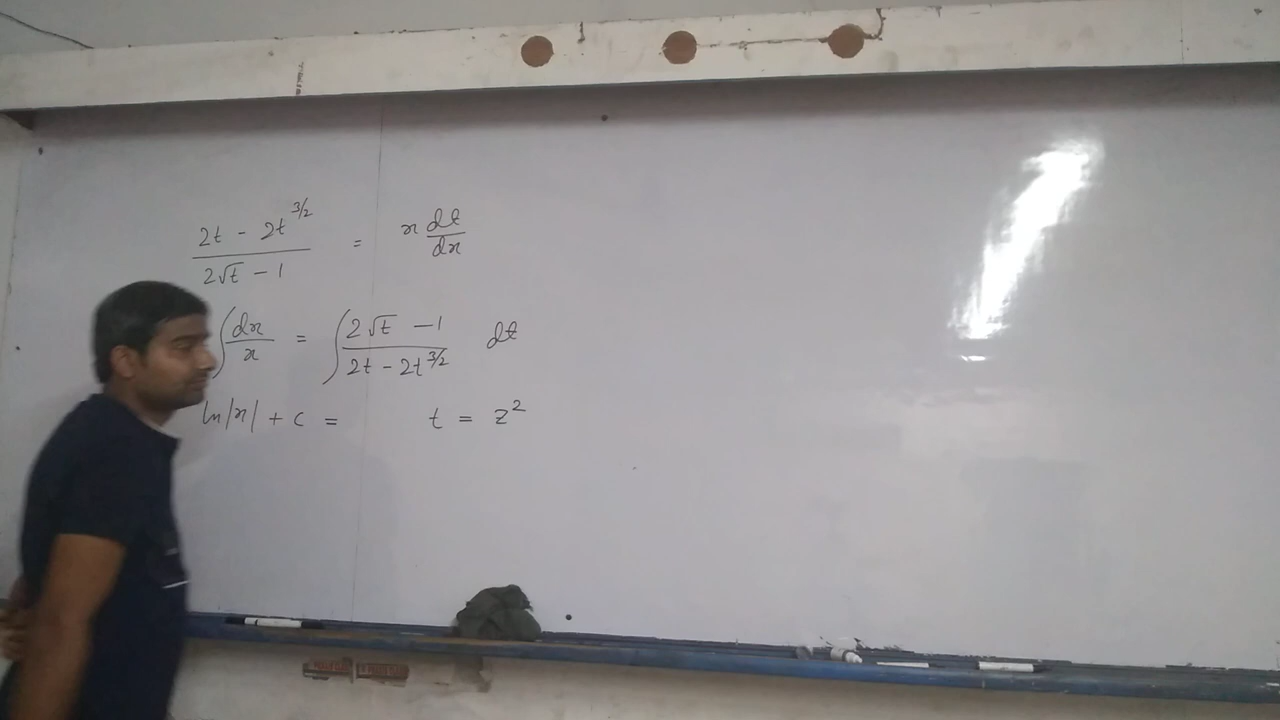 (2t - 2t^{3/2})/(2√t - 1) = x dt/dx
∫ dx/x = ∫ (2√t - 1)/(2t - 2t^{3/2}) dt
ln|x| + c = t = z²